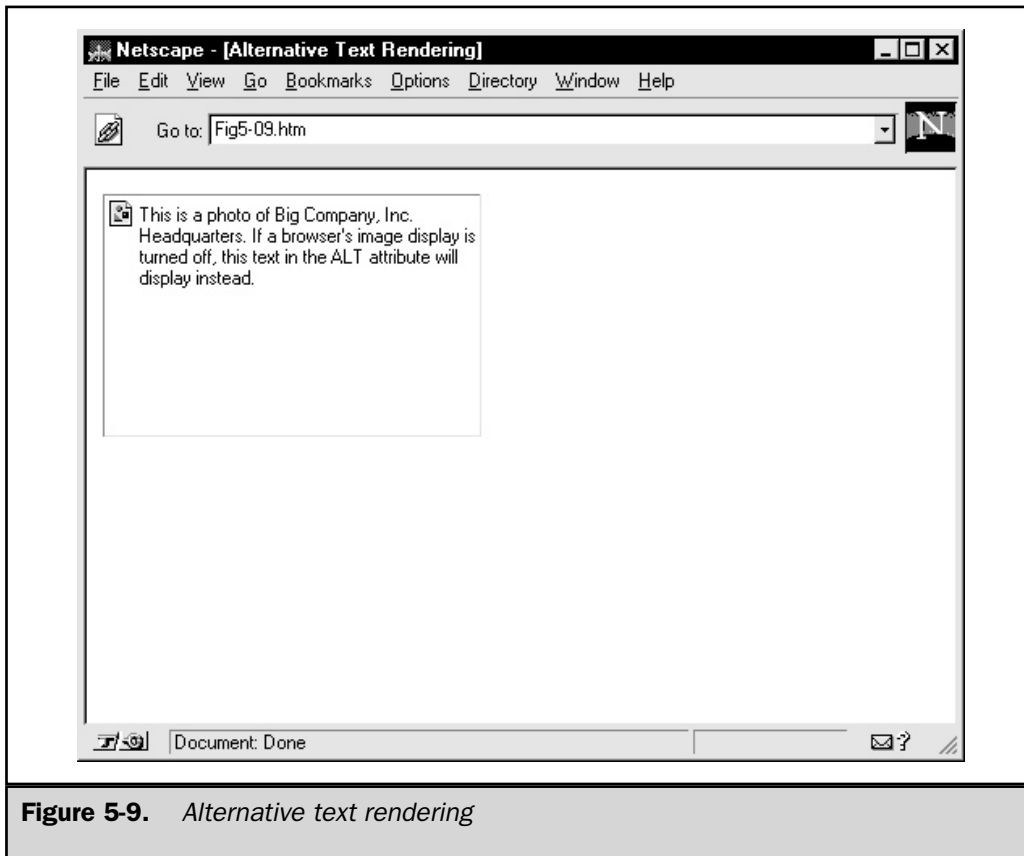 Netscape - [Alternative Text Rendering]
File Edit View Go Bookmarks Options Directory Window Help
Go to: Fig5-09.htm
N
This is a photo of Big Company, Inc.
Headquarters. If a browser's image display is
turned off, this text in the ALT attribute will
display instead.
Document: Done
?
Figure 5-9. Alternative text rendering